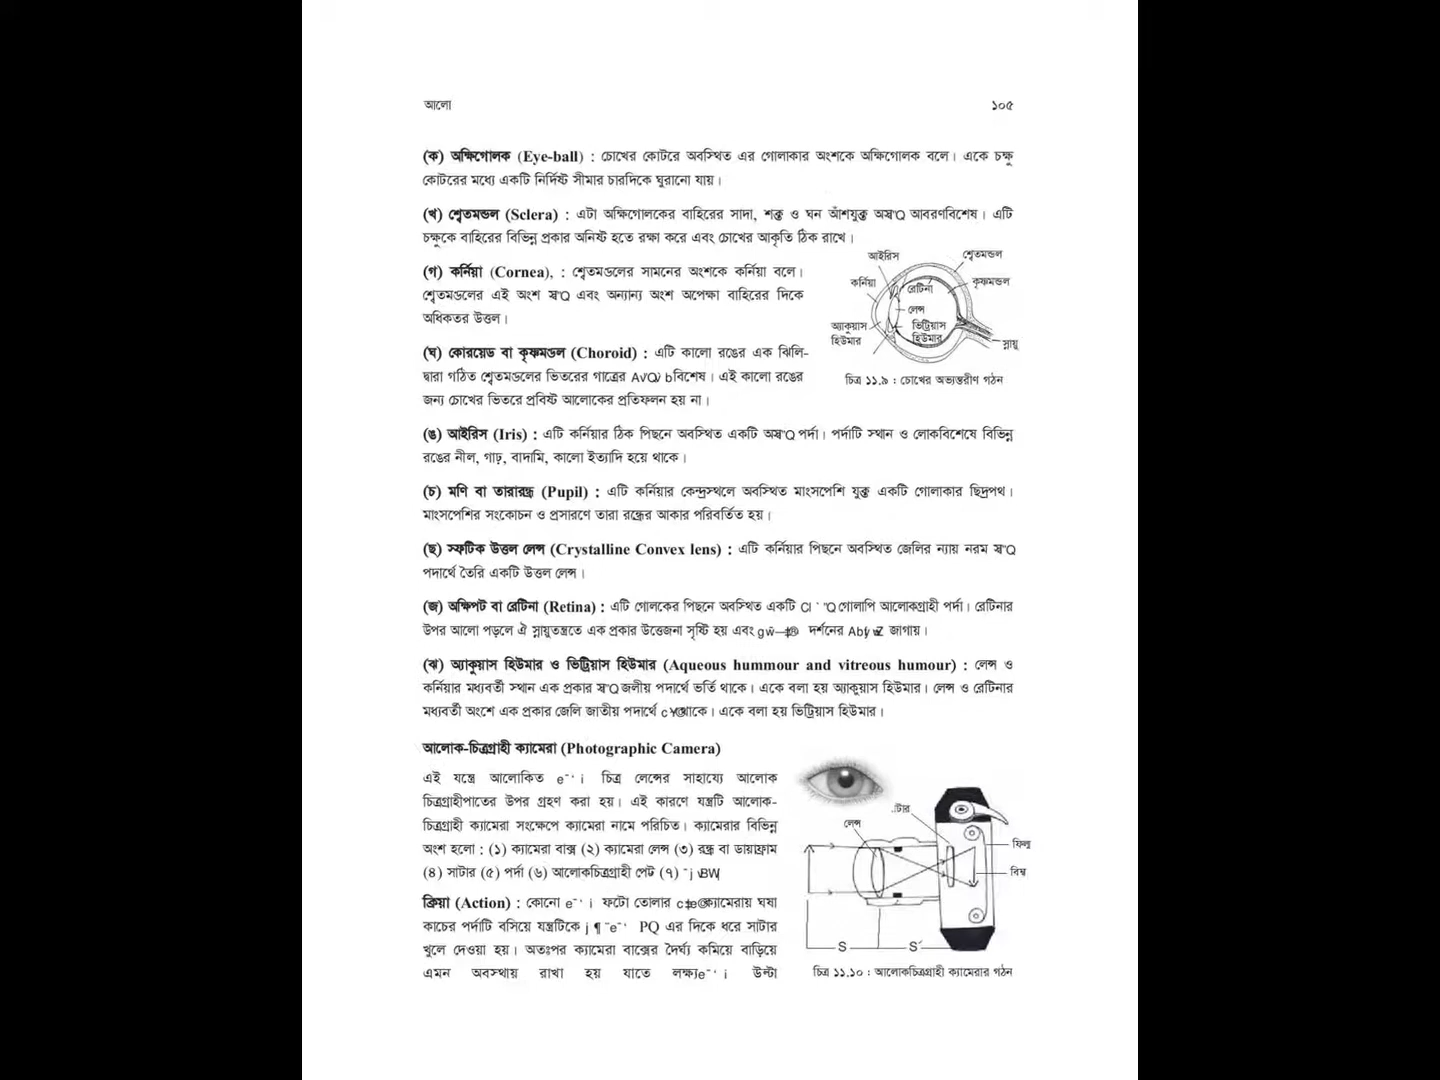 আলো
১০৫
(ক) অক্ষিগোলক (Eye-ball) : চোখের কোটরে অবস্থিত এর গোলাকার অংশকে অক্ষিগোলক বলে। একে চক্ষু
কোটরের মধ্যে একটি নির্দিষ্ট সীমার চারদিকে ঘুরানো যায়।
(খ) শ্বেতমন্ডল (Sclera) : এটা অক্ষিগোলকের বাহিরের সাদা, শক্ত ও ঘন আঁশযুক্ত আবরণবিশেষ। এটি
চক্ষুকে বাহিরের বিভিন্ন প্রকার অনিষ্ট হতে রক্ষা করে এবং চোখের আকৃতি ঠিক রাখে।
(গ) কর্নিয়া (Cornea), : শ্বেতমণ্ডলের সামনের অংশকে কর্নিয়া বলে।
শ্বেতমণ্ডলের এই অংশ এবং অন্যান্য অংশ অপেক্ষা বাহিরের দিকে
অধিকতর উত্তল।
আইরিস
শ্বেতমন্ডল
কর্নিয়া
রেটিনা
কৃষ্ণমন্ডল
লেন্স
অ্যাকুয়াস
হিউমার
ভিট্রিয়াস
হিউমার
স্নায়ু
চিত্র ১১.৯ : চোখের অভ্যন্তরীণ গঠন
(ঘ) কোরয়েড বা কৃষ্ণমণ্ডল (Choroid) : এটি কালো রঙের এক ঝিলি-
দ্বারা গঠিত শ্বেতমণ্ডলের ভিতরের গাত্রের বিশেষ। এই কালো রঙের
জন্য চোখের ভিতরে প্রবিষ্ট আলোকের প্রতিফলন হয় না।
(ঙ) আইরিস (Iris) : এটি কর্নিয়ার ঠিক পিছনে অবস্থিত একটি পর্দা। পর্দাটি স্থান ও লোকবিশেষে বিভিন্ন
রঙের নীল, গাঢ়, বাদামি, কালো ইত্যাদি হয়ে থাকে।
(চ) মণি বা তারারন্ধ্র (Pupil) : এটি কর্নিয়ার কেন্দ্রস্থলে অবস্থিত মাংসপেশি যুক্ত একটি গোলাকার ছিদ্রপথ।
মাংসপেশির সংকোচন ও প্রসারণে তারা রন্ধ্রের আকার পরিবর্তিত হয়।
(ছ) স্ফটিক উত্তল লেন্স (Crystalline Convex lens) : এটি কর্নিয়ার পিছনে অবস্থিত জেলির ন্যায় নরম
পদার্থে তৈরি একটি উত্তল লেন্স।
(জ) অক্ষিপট বা রেটিনা (Retina) : এটি গোলকের পিছনে অবস্থিত একটি গোলাপি আলোকগ্রাহী পর্দা। রেটিনার
উপর আলো পড়লে ঐ স্নায়ুতন্ত্রতে এক প্রকার উত্তেজনা সৃষ্টি হয় এবং দর্শনের জাগায়।
(ঝ) অ্যাকুয়াস হিউমার ও ভিট্রিয়াস হিউমার (Aqueous hummour and vitreous humour) : লেন্স ও
কর্নিয়ার মধ্যবর্তী স্থান এক প্রকার জলীয় পদার্থে ভর্তি থাকে। একে বলা হয় অ্যাকুয়াস হিউমার। লেন্স ও রেটিনার
মধ্যবর্তী অংশে এক প্রকার জেলি জাতীয় পদার্থে থাকে। একে বলা হয় ভিট্রিয়াস হিউমার।
আলোক-চিত্রগ্রাহী ক্যামেরা (Photographic Camera)
এই যন্ত্রে আলোকিত চিত্র লেন্সের সাহায্যে আলোক
চিত্রগ্রাহীপাতের উপর গ্রহণ করা হয়। এই কারণে যন্ত্রটি আলোক-
চিত্রগ্রাহী ক্যামেরা সংক্ষেপে ক্যামেরা নামে পরিচিত। ক্যামেরার বিভিন্ন
অংশ হলো : (১) ক্যামেরা বাক্স (২) ক্যামেরা লেন্স (৩) রন্ধ্র বা ডায়াফ্রাম
(৪) সাটার (৫) পর্দা (৬) আলোকচিত্রগ্রাহী পেট (৭)
ক্রিয়া (Action) : কোনো ফটো তোলার ক্যামেরায় ঘষা
কাচের পর্দাটি বসিয়ে যন্ত্রটিকে PQ এর দিকে ধরে সাটার
খুলে দেওয়া হয়। অতঃপর ক্যামেরা বাক্সের দৈর্ঘ্য কমিয়ে বাড়িয়ে
এমন অবস্থায় রাখা হয় যাতে উল্টা
টার
লেন্স
ফিল্ম
বিম্ব
S
S´
চিত্র ১১.১০ : আলোকচিত্রগ্রাহী ক্যামেরার গঠন